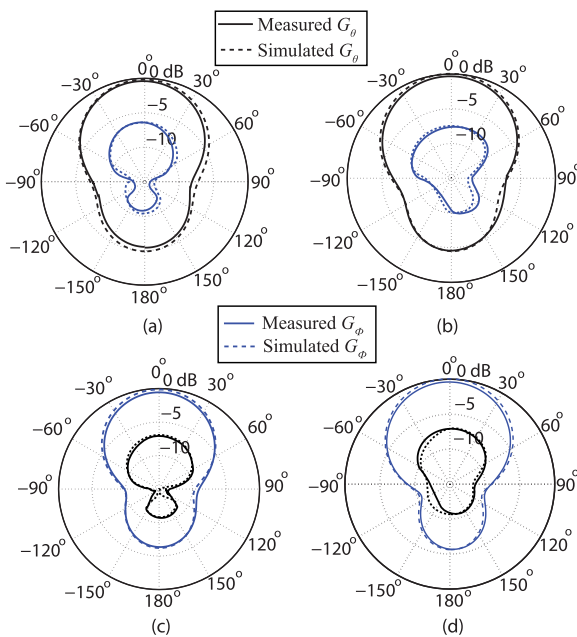 Measured Gθ
Simulated Gθ
0° 0 dB
−30° 30°
−5
−60° 60°
−10
−90° 90°
−120° 120°
−150° 150°
180°
(a)
0° 0 dB
−30° 30°
−5
−60° 60°
−10
−90° 90°
−120° 120°
−150° 150°
180°
(b)
Measured GΦ
Simulated GΦ
0° 0 dB
−30° 30°
−5
−60° 60°
−10
−90° 90°
−120° 120°
−150° 150°
180°
(c)
0° 0 dB
−30° 30°
−5
−60° 60°
−10
−90° 90°
−120° 120°
−150° 150°
180°
(d)